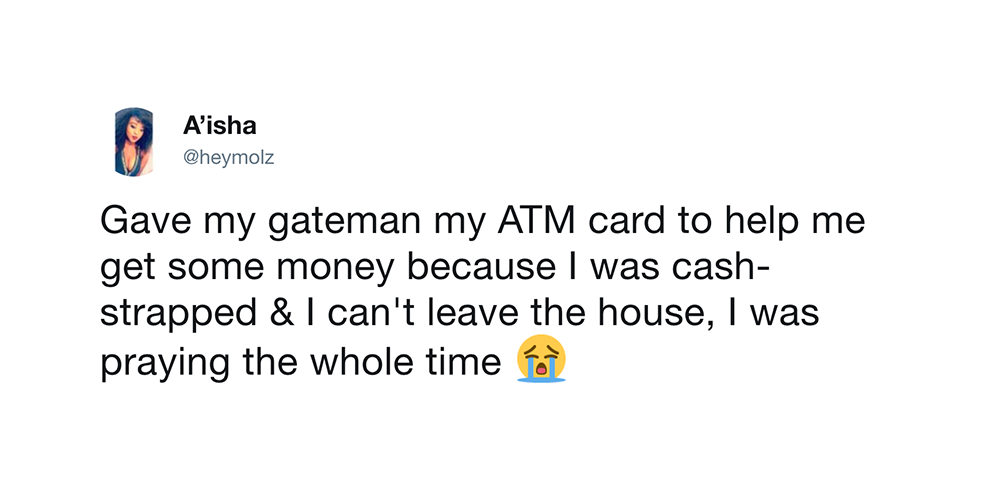 A’isha
@heymolz
Gave my gateman my ATM card to help me
get some money because I was cash-
strapped & I can't leave the house, I was
praying the whole time 😭